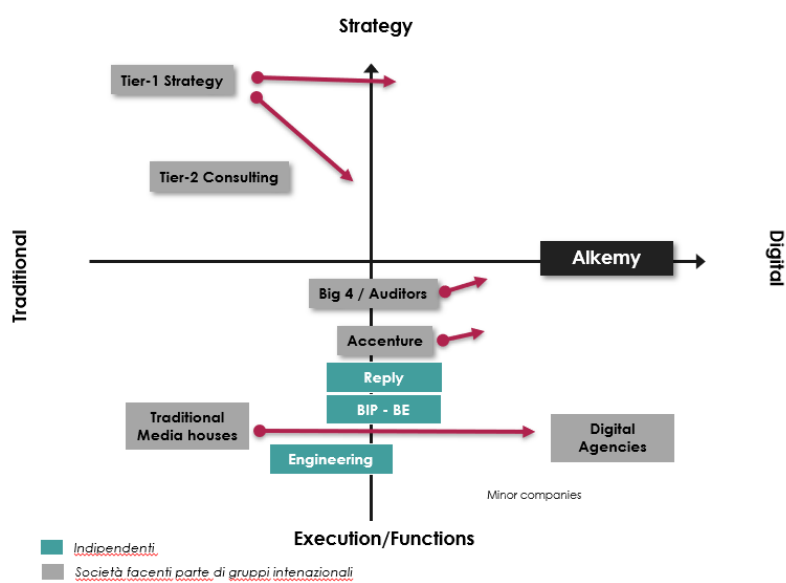 Strategy
Tier-1 Strategy
Tier-2 Consulting
Traditional
Digital
Alkemy
Big 4 / Auditors
Accenture
Reply
BIP - BE
Traditional
Media houses
Digital
Agencies
Engineering
Minor companies
Execution/Functions
Indipendenti
Società facenti parte di gruppi intenazionali